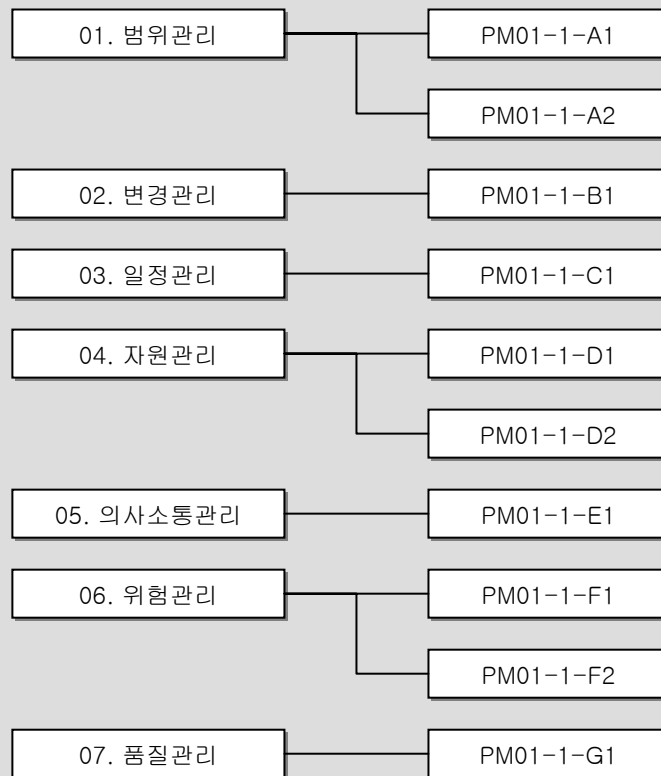 01. 범위관리
PM01-1-A1
PM01-1-A2
02. 변경관리
PM01-1-B1
03. 일정관리
PM01-1-C1
04. 자원관리
PM01-1-D1
PM01-1-D2
05. 의사소통관리
PM01-1-E1
06. 위험관리
PM01-1-F1
PM01-1-F2
07. 품질관리
PM01-1-G1